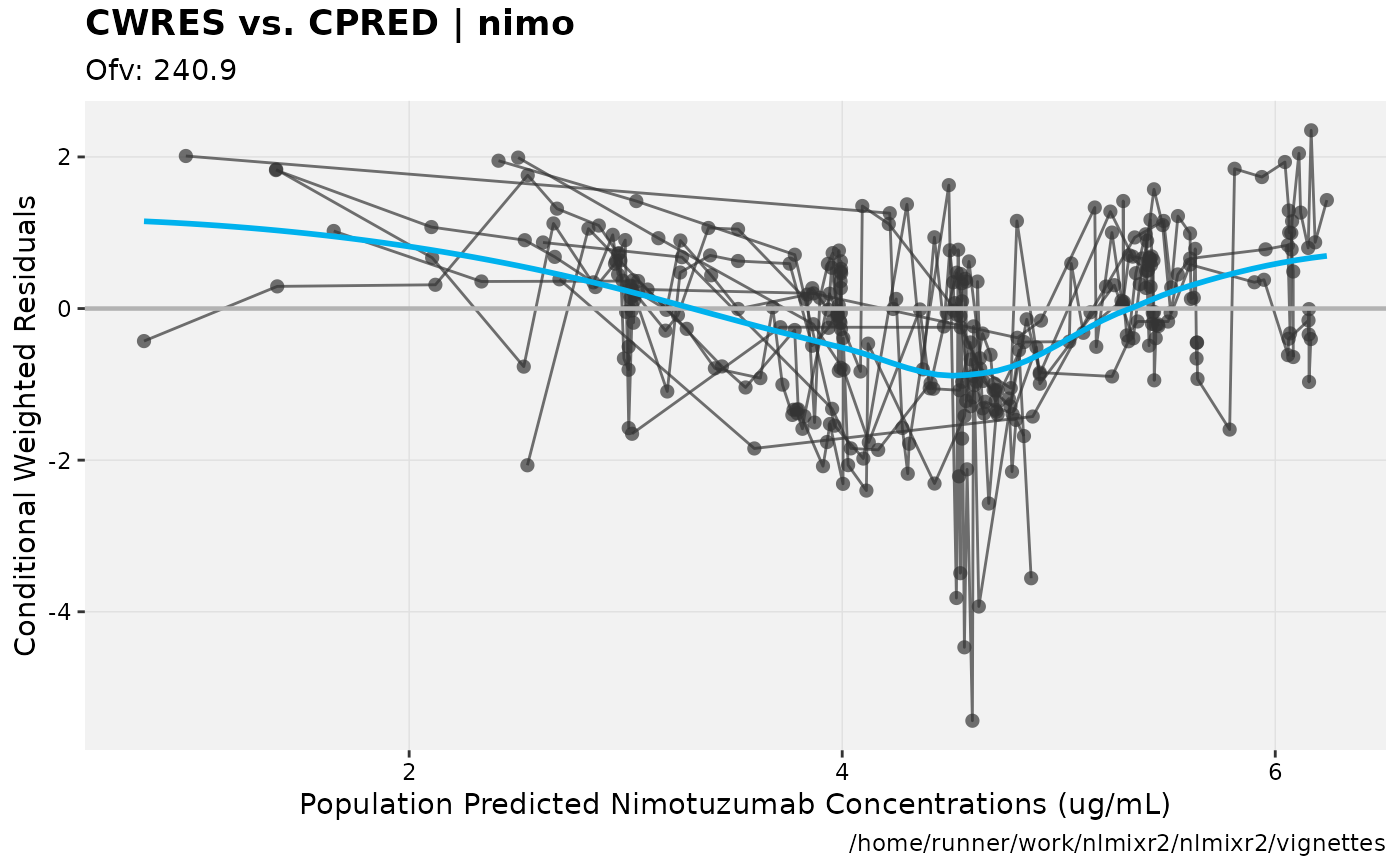 CWRES vs. CPRED | nimo
Ofv: 240.9
Conditional Weighted Residuals
2
0
-2
-4
2
4
6
Population Predicted Nimotuzumab Concentrations (ug/mL)
/home/runner/work/nlmixr2/nlmixr2/vignettes